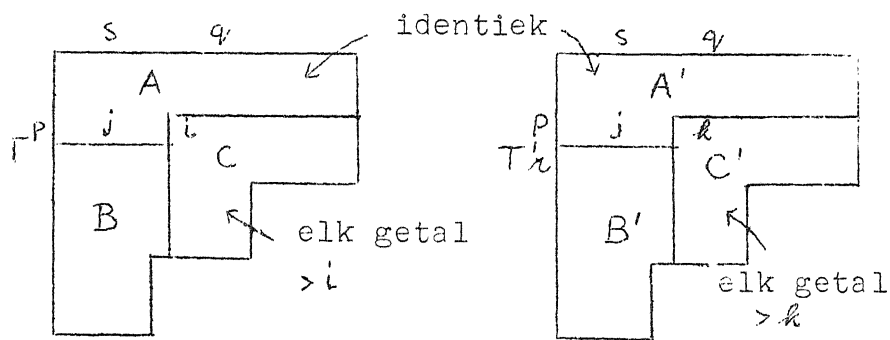 s q identiek s q
A A'
P j i P j k
T C T r C'
B B'
elk getal
> i
elk getal
> k